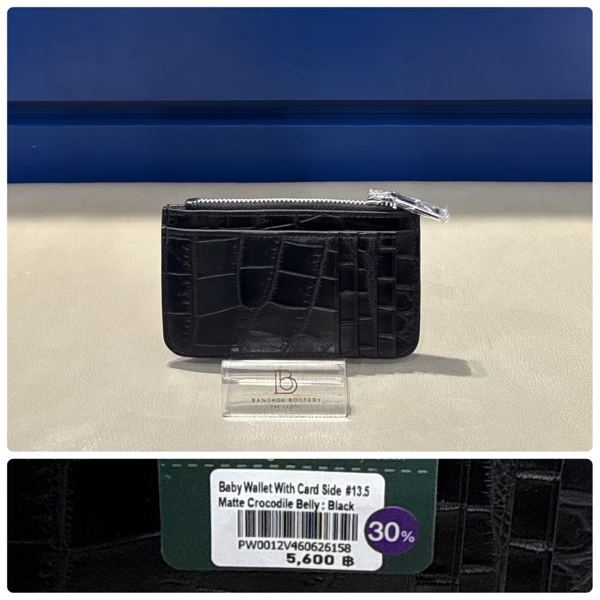 b
BANGKOK BOOTERY
THE EXOTIC
Baby Wallet With Card Side #13.5
Matte Crocodile Belly : Black
30%
PW0012V460626158
5,600 ฿